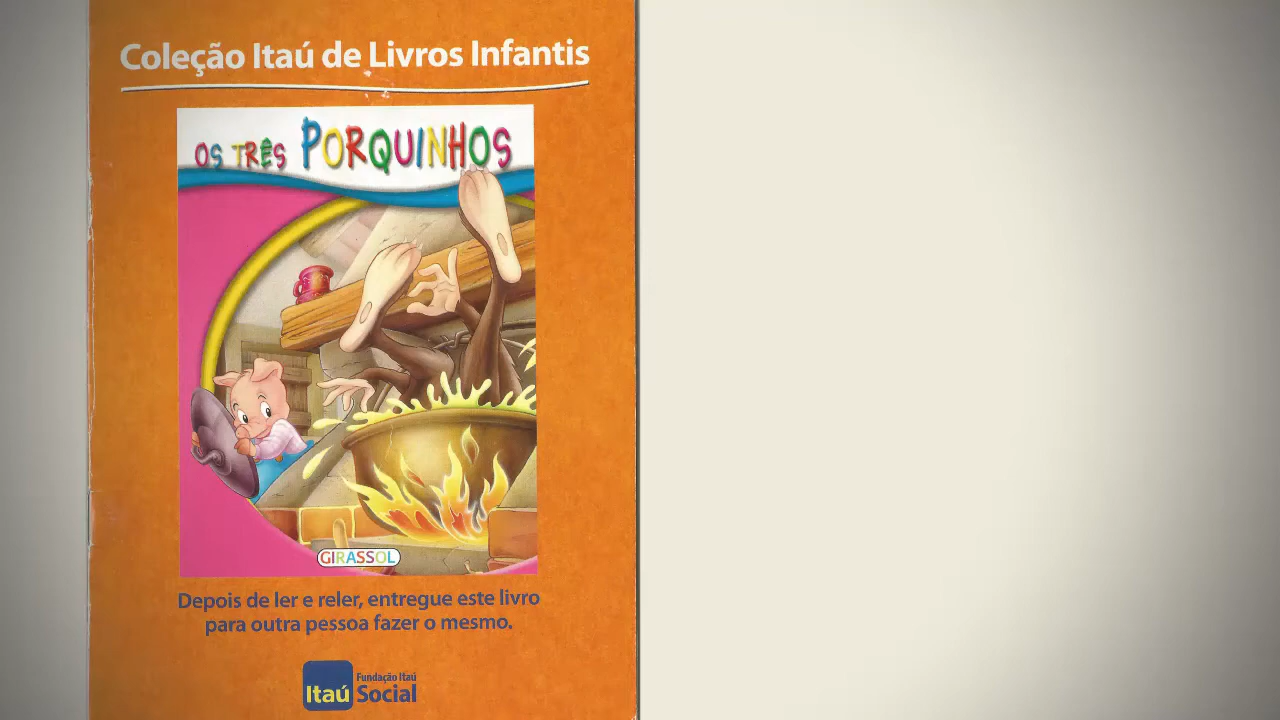 Coleção Itaú de Livros Infantis
OS TRÊS PORQUINHOS
GIRASSOL
Depois de ler e reler, entregue este livro
para outra pessoa fazer o mesmo.
Itaú
Fundação Itaú
Social